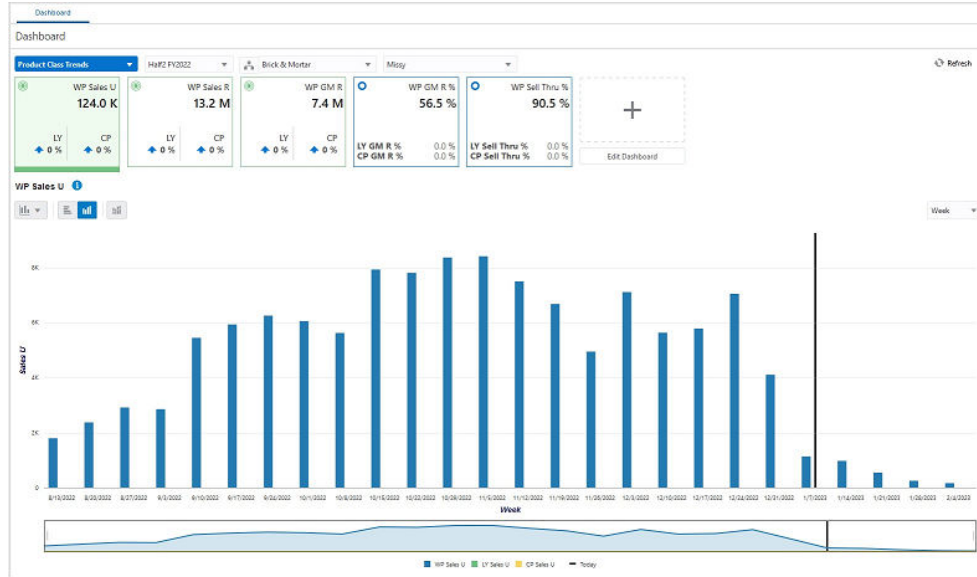 Dashboard
Dashboard
Product Class Trends Half2 FY2022 Brick & Mortar Missy Refresh
WP Sales U WP Sales R WP GM R WP GM R % WP Sell Thru %
124.0 K 13.2 M 7.4 M 56.5 % 90.5 %
LY CP LY CP LY CP LY GM R % 0.0 % LY Sell Thru % 0.0 %
0 % 0 % 0 % 0 % 0 % 0 % CP GM R % 0.0 % CP Sell Thru % 0.0 %
Edit Dashboard
WP Sales U
Week
8K
6K
4K
2K
0
Sales U
8/13/2022 8/20/2022 8/27/2022 9/3/2022 9/10/2022 9/17/2022 9/24/2022 10/1/2022 10/8/2022 10/15/2022 10/22/2022 10/29/2022 11/5/2022 11/12/2022 11/19/2022 11/26/2022 12/3/2022 12/10/2022 12/17/2022 12/24/2022 12/31/2022 1/7/2023 1/14/2023 1/21/2023 1/28/2023 2/4/2023
Week
WP Sales U LY Sales U CP Sales U Today